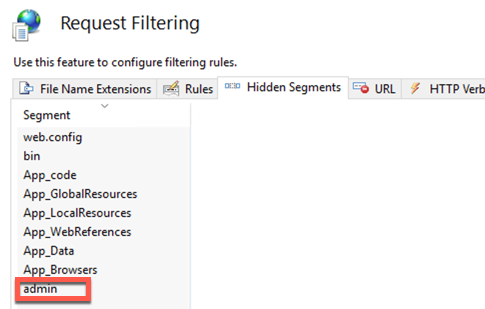 Request Filtering
Use this feature to configure filtering rules.
File Name Extensions Rules Hidden Segments URL HTTP Verb
Segment
web.config
bin
App_code
App_GlobalResources
App_LocalResources
App_WebReferences
App_Data
App_Browsers
admin